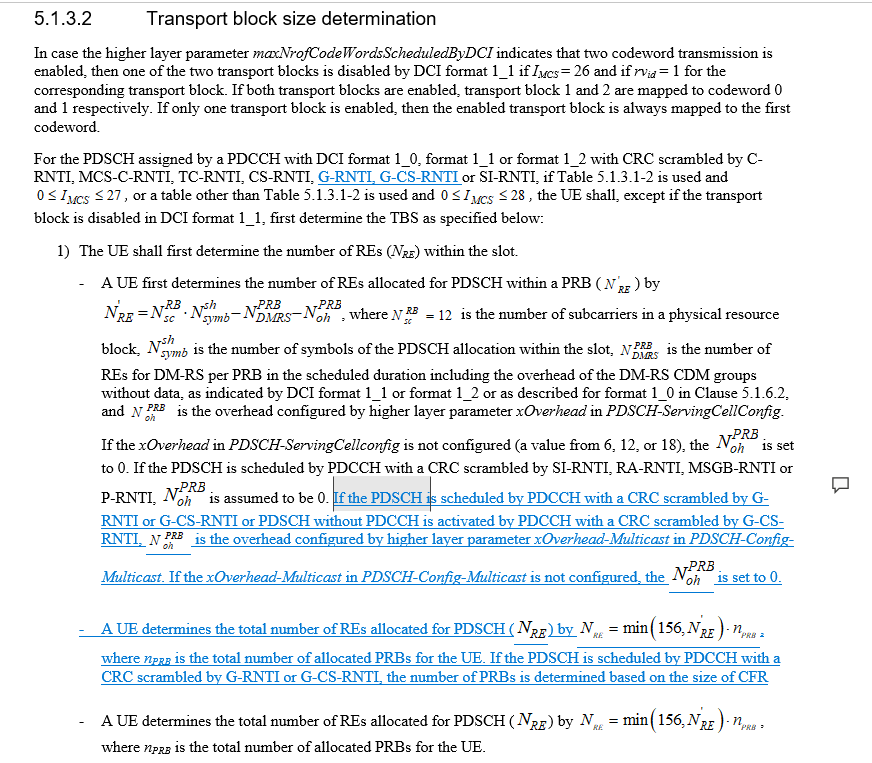 5.1.3.2 Transport block size determination
In case the higher layer parameter maxNrofCodeWordsScheduledByDCI indicates that two codeword transmission is
enabled, then one of the two transport blocks is disabled by DCI format 1_1 if I_MCS = 26 and if rv_id = 1 for the
corresponding transport block. If both transport blocks are enabled, transport block 1 and 2 are mapped to codeword 0
and 1 respectively. If only one transport block is enabled, then the enabled transport block is always mapped to the first
codeword.
For the PDSCH assigned by a PDCCH with DCI format 1_0, format 1_1 or format 1_2 with CRC scrambled by C-
RNTI, MCS-C-RNTI, TC-RNTI, CS-RNTI, G-RNTI, G-CS-RNTI or SI-RNTI, if Table 5.1.3.1-2 is used and
0 ≤ I_MCS ≤ 27 , or a table other than Table 5.1.3.1-2 is used and 0 ≤ I_MCS ≤ 28 , the UE shall, except if the transport
block is disabled in DCI format 1_1, first determine the TBS as specified below:
1) The UE shall first determine the number of REs (N_RE) within the slot.
- A UE first determines the number of REs allocated for PDSCH within a PRB ( N'_RE ) by
N'_RE = N_sc^RB · N_symb^sh − N_DMRS^PRB − N_oh^PRB , where N_sc^RB = 12 is the number of subcarriers in a physical resource
block, N_symb^sh is the number of symbols of the PDSCH allocation within the slot, N_DMRS^PRB is the number of
REs for DM-RS per PRB in the scheduled duration including the overhead of the DM-RS CDM groups
without data, as indicated by DCI format 1_1 or format 1_2 or as described for format 1_0 in Clause 5.1.6.2,
and N_oh^PRB is the overhead configured by higher layer parameter xOverhead in PDSCH-ServingCellConfig.
If the xOverhead in PDSCH-ServingCellconfig is not configured (a value from 6, 12, or 18), the N_oh^PRB is set
to 0. If the PDSCH is scheduled by PDCCH with a CRC scrambled by SI-RNTI, RA-RNTI, MSGB-RNTI or
P-RNTI, N_oh^PRB is assumed to be 0. If the PDSCH is scheduled by PDCCH with a CRC scrambled by G-
RNTI or G-CS-RNTI or PDSCH without PDCCH is activated by PDCCH with a CRC scrambled by G-CS-
RNTI, N_oh^PRB is the overhead configured by higher layer parameter xOverhead-Multicast in PDSCH-Config-
Multicast. If the xOverhead-Multicast in PDSCH-Config-Multicast is not configured, the N_oh^PRB is set to 0.
- A UE determines the total number of REs allocated for PDSCH ( N_RE) by N_RE = min(156, N'_RE) · n_PRB ,
where n_PRB is the total number of allocated PRBs for the UE. If the PDSCH is scheduled by PDCCH with a
CRC scrambled by G-RNTI or G-CS-RNTI, the number of PRBs is determined based on the size of CFR
- A UE determines the total number of REs allocated for PDSCH ( N_RE) by N_RE = min(156, N'_RE) · n_PRB ,
where n_PRB is the total number of allocated PRBs for the UE.